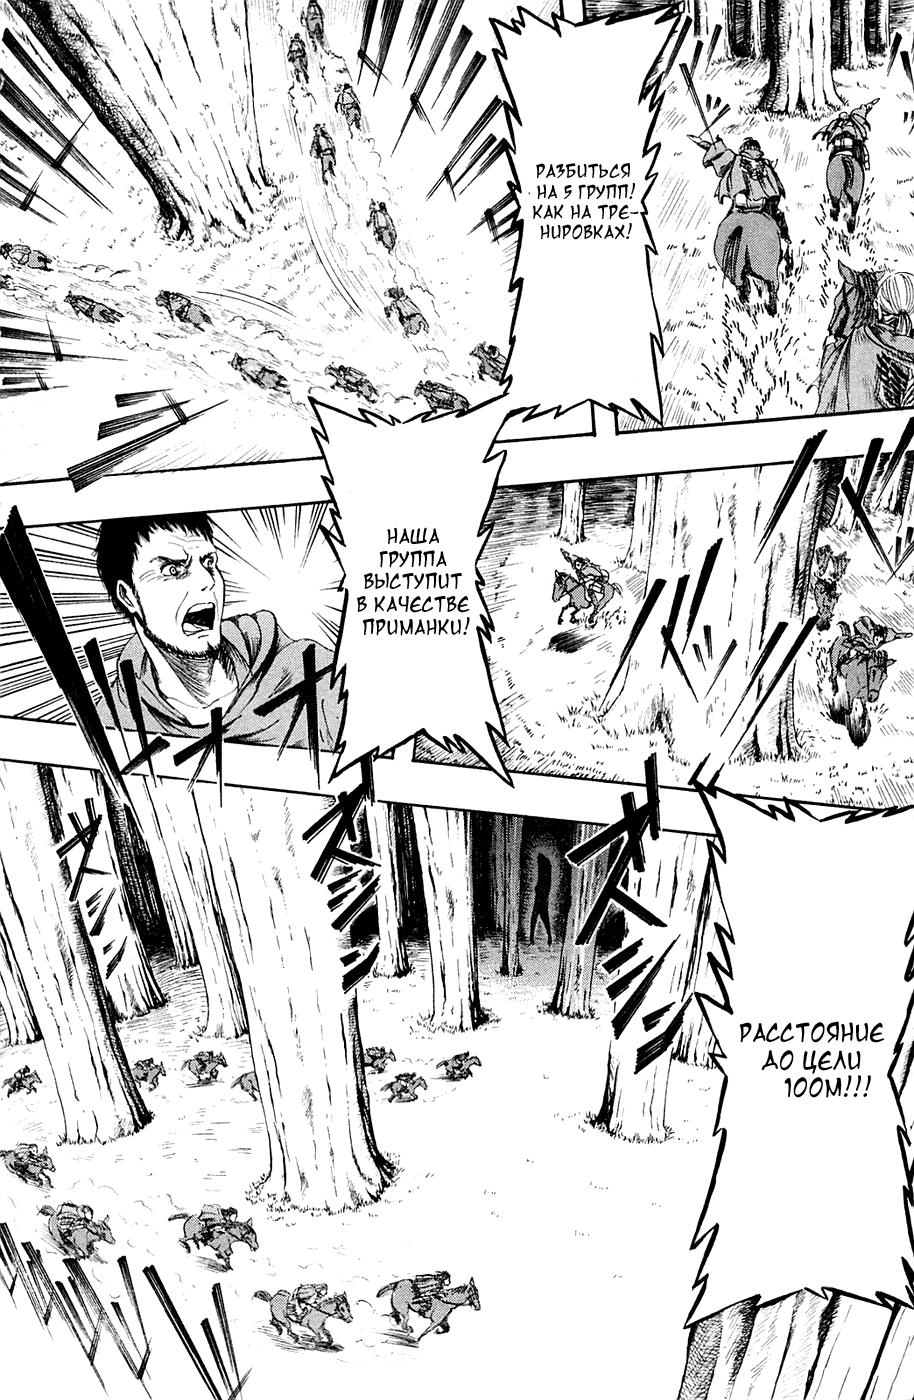 РАЗБИТЬСЯ
НА 5 ГРУПП!
КАК НА ТРЕ-
НИРОВКАХ!
НАША
ГРУППА
ВЫСТУПИТ
В КАЧЕСТВЕ
ПРИМАНКИ!
РАССТОЯНИЕ
ДО ЦЕЛИ
100М!!!